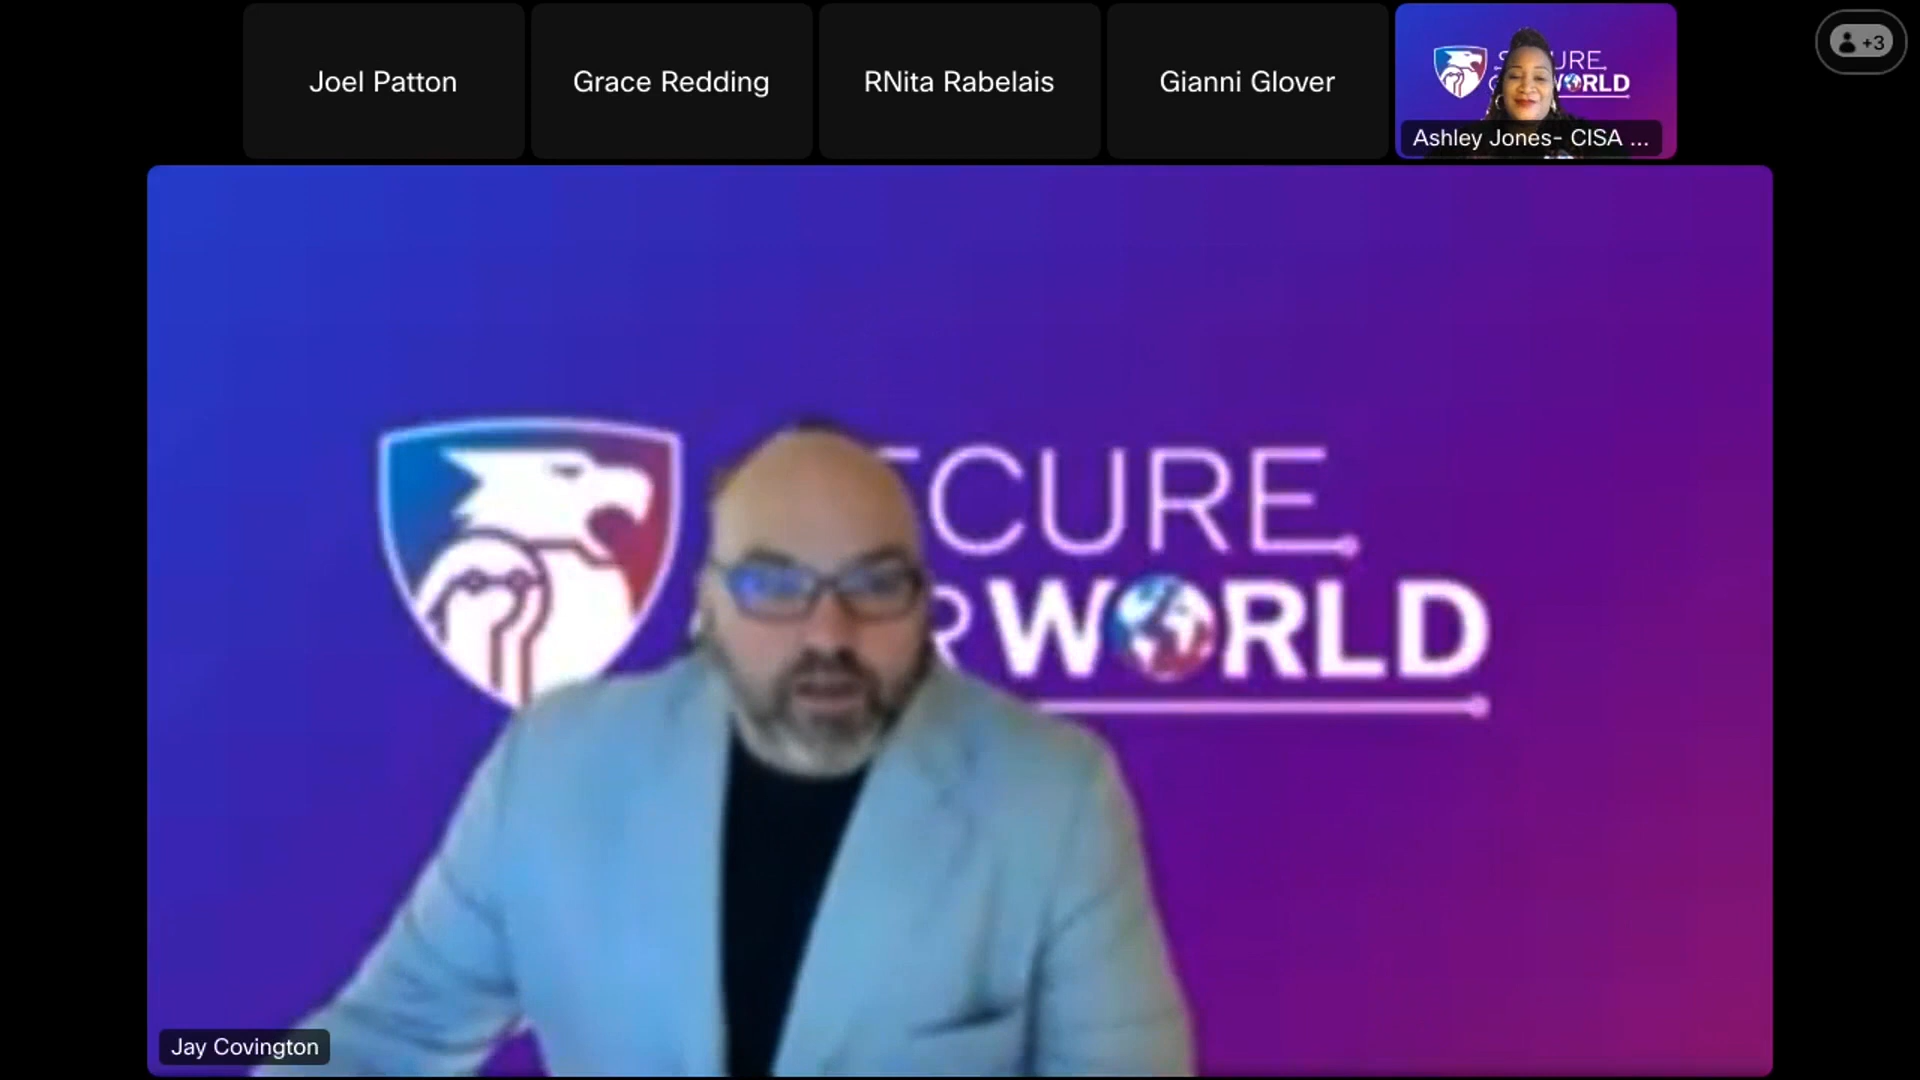 Joel Patton
Grace Redding
RNita Rabelais
Gianni Glover
Ashley Jones- CISA ...
+3
CURE
WORLD
Jay Covington